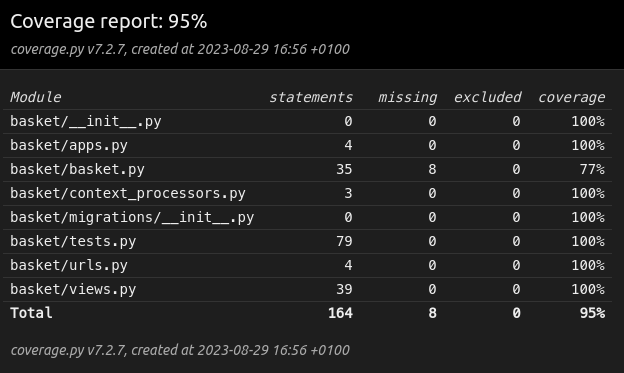 Coverage report: 95%
coverage.py v7.2.7, created at 2023-08-29 16:56 +0100
Module statements missing excluded coverage
basket/__init__.py 0 0 0 100%
basket/apps.py 4 0 0 100%
basket/basket.py 35 8 0 77%
basket/context_processors.py 3 0 0 100%
basket/migrations/__init__.py 0 0 0 100%
basket/tests.py 79 0 0 100%
basket/urls.py 4 0 0 100%
basket/views.py 39 0 0 100%
Total 164 8 0 95%
coverage.py v7.2.7, created at 2023-08-29 16:56 +0100